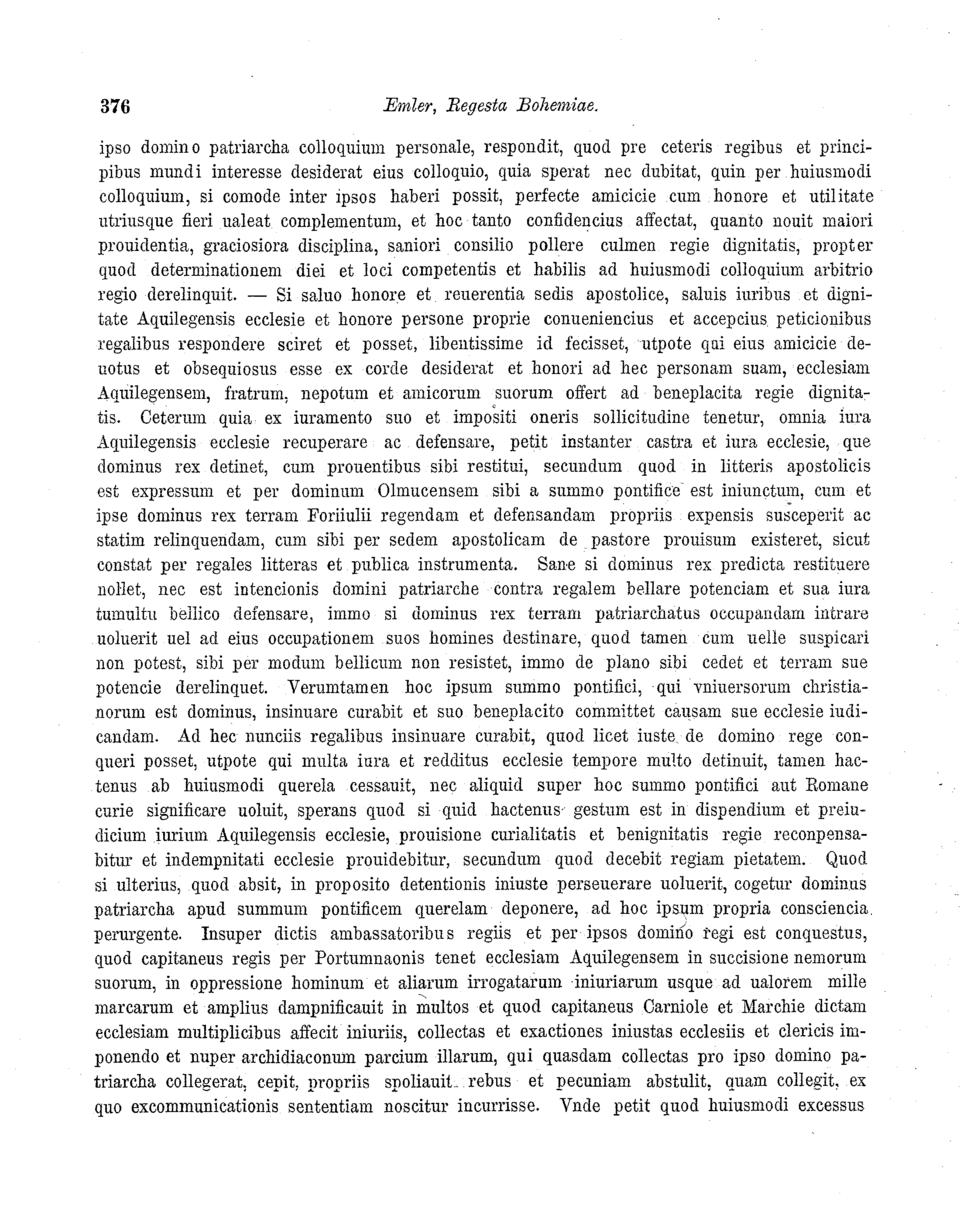 376 Emler, Regesta Bohemiae.
ipso domino patriarcha colloquium personale, respondit, quod pre ceteris regibus et princi-
pibus mundi interesse desiderat eius colloquio, quia sperat nec dubitat, quin per huiusmodi
colloquium, si comode inter ipsos haberi possit, perfecte amicicie cum honore et utilitate
utriusque fieri ualeat complementum, et hoc tanto confidencius affectat, quanto nouit maiori
prouidentia, graciosiora disciplina, saniori consilio pollere culmen regie dignitatis, propter
quod determinationem diei et loci competentis et habilis ad huiusmodi colloquium arbitrio
regio derelinquit. — Si saluo honore et reuerentia sedis apostolice, saluis iuribus et digni-
tate Aquilegensis ecclesie et honore persone proprie conueniencius et accepcius peticionibus
regalibus respondere sciret et posset, libentissime id fecisset, utpote qui eius amicicie de-
uotus et obsequiosus esse ex corde desiderat et honori ad hec personam suam, ecclesiam
Aquilegensem, fratrum, nepotum et amicorum suorum offert ad beneplacita regie dignita-
tis. Ceterum quia ex iuramento suo et impositi oneris sollicitudine tenetur, omnia iura
Aquilegensis ecclesie recuperare ac defensare, petit instanter castra et iura ecclesie, que
dominus rex detinet, cum prouentibus sibi restitui, secundum quod in litteris apostolicis
est expressum et per dominum Olmucensem sibi a summo pontifice est iniunctum, cum et
ipse dominus rex terram Foriiulii regendam et defensandam propriis expensis susceperit ac
statim relinquendam, cum sibi per sedem apostolicam de pastore prouisum existeret, sicut
constat per regales litteras et publica instrumenta. Sane si dominus rex predicta restituere
nollet, nec est intencionis domini patriarche contra regalem bellare potenciam et sua iura
tumultu bellico defensare, immo si dominus rex terram patriarchatus occupandam intrare
uoluerit uel ad eius occupationem suos homines destinare, quod tamen cum uelle suspicari
non potest, sibi per modum bellicum non resistet, immo de plano sibi cedet et terram sue
potencie derelinquet. Verumtamen hoc ipsum summo pontifici, qui vniuersorum christia-
norum est dominus, insinuare curabit et suo beneplacito committet causam sue ecclesie iudi-
candam. Ad hec nunciis regalibus insinuare curabit, quod licet iuste de domino rege con-
queri posset, utpote qui multa iura et redditus ecclesie tempore multo detinuit, tamen hac-
tenus ab huiusmodi querela cessauit, nec aliquid super hoc summo pontifici aut Romane
curie significare uoluit, sperans quod si quid hactenus gestum est in dispendium et preiu-
dicium iurium Aquilegensis ecclesie, prouisione curialitatis et benignitatis regie reconpensa-
bitur et indempnitati ecclesie prouidebitur, secundum quod decebit regiam pietatem. Quod
si ulterius, quod absit, in proposito detentionis iniuste perseuerare uoluerit, cogetur dominus
patriarcha apud summum pontificem querelam deponere, ad hoc ipsum propria consciencia
perurgente. Insuper dictis ambassatoribus regiis et per ipsos domino regi est conquestus,
quod capitaneus regis per Portumnaonis tenet ecclesiam Aquilegensem in succisione nemorum
suorum, in oppressione hominum et aliarum irrogatarum iniuriarum usque ad ualorem mille
marcarum et amplius dampnificauit in multos et quod capitaneus Carniole et Marchie dictam
ecclesiam multiplicibus affecit iniuriis, collectas et exactiones iniustas ecclesiis et clericis im-
ponendo et nuper archidiaconum parcium illarum, qui quasdam collectas pro ipso domino pa-
triarcha collegerat, cepit, propriis spoliauit rebus et pecuniam abstulit, quam collegit, ex
quo excommunicationis sententiam noscitur incurrisse. Vnde petit quod huiusmodi excessus